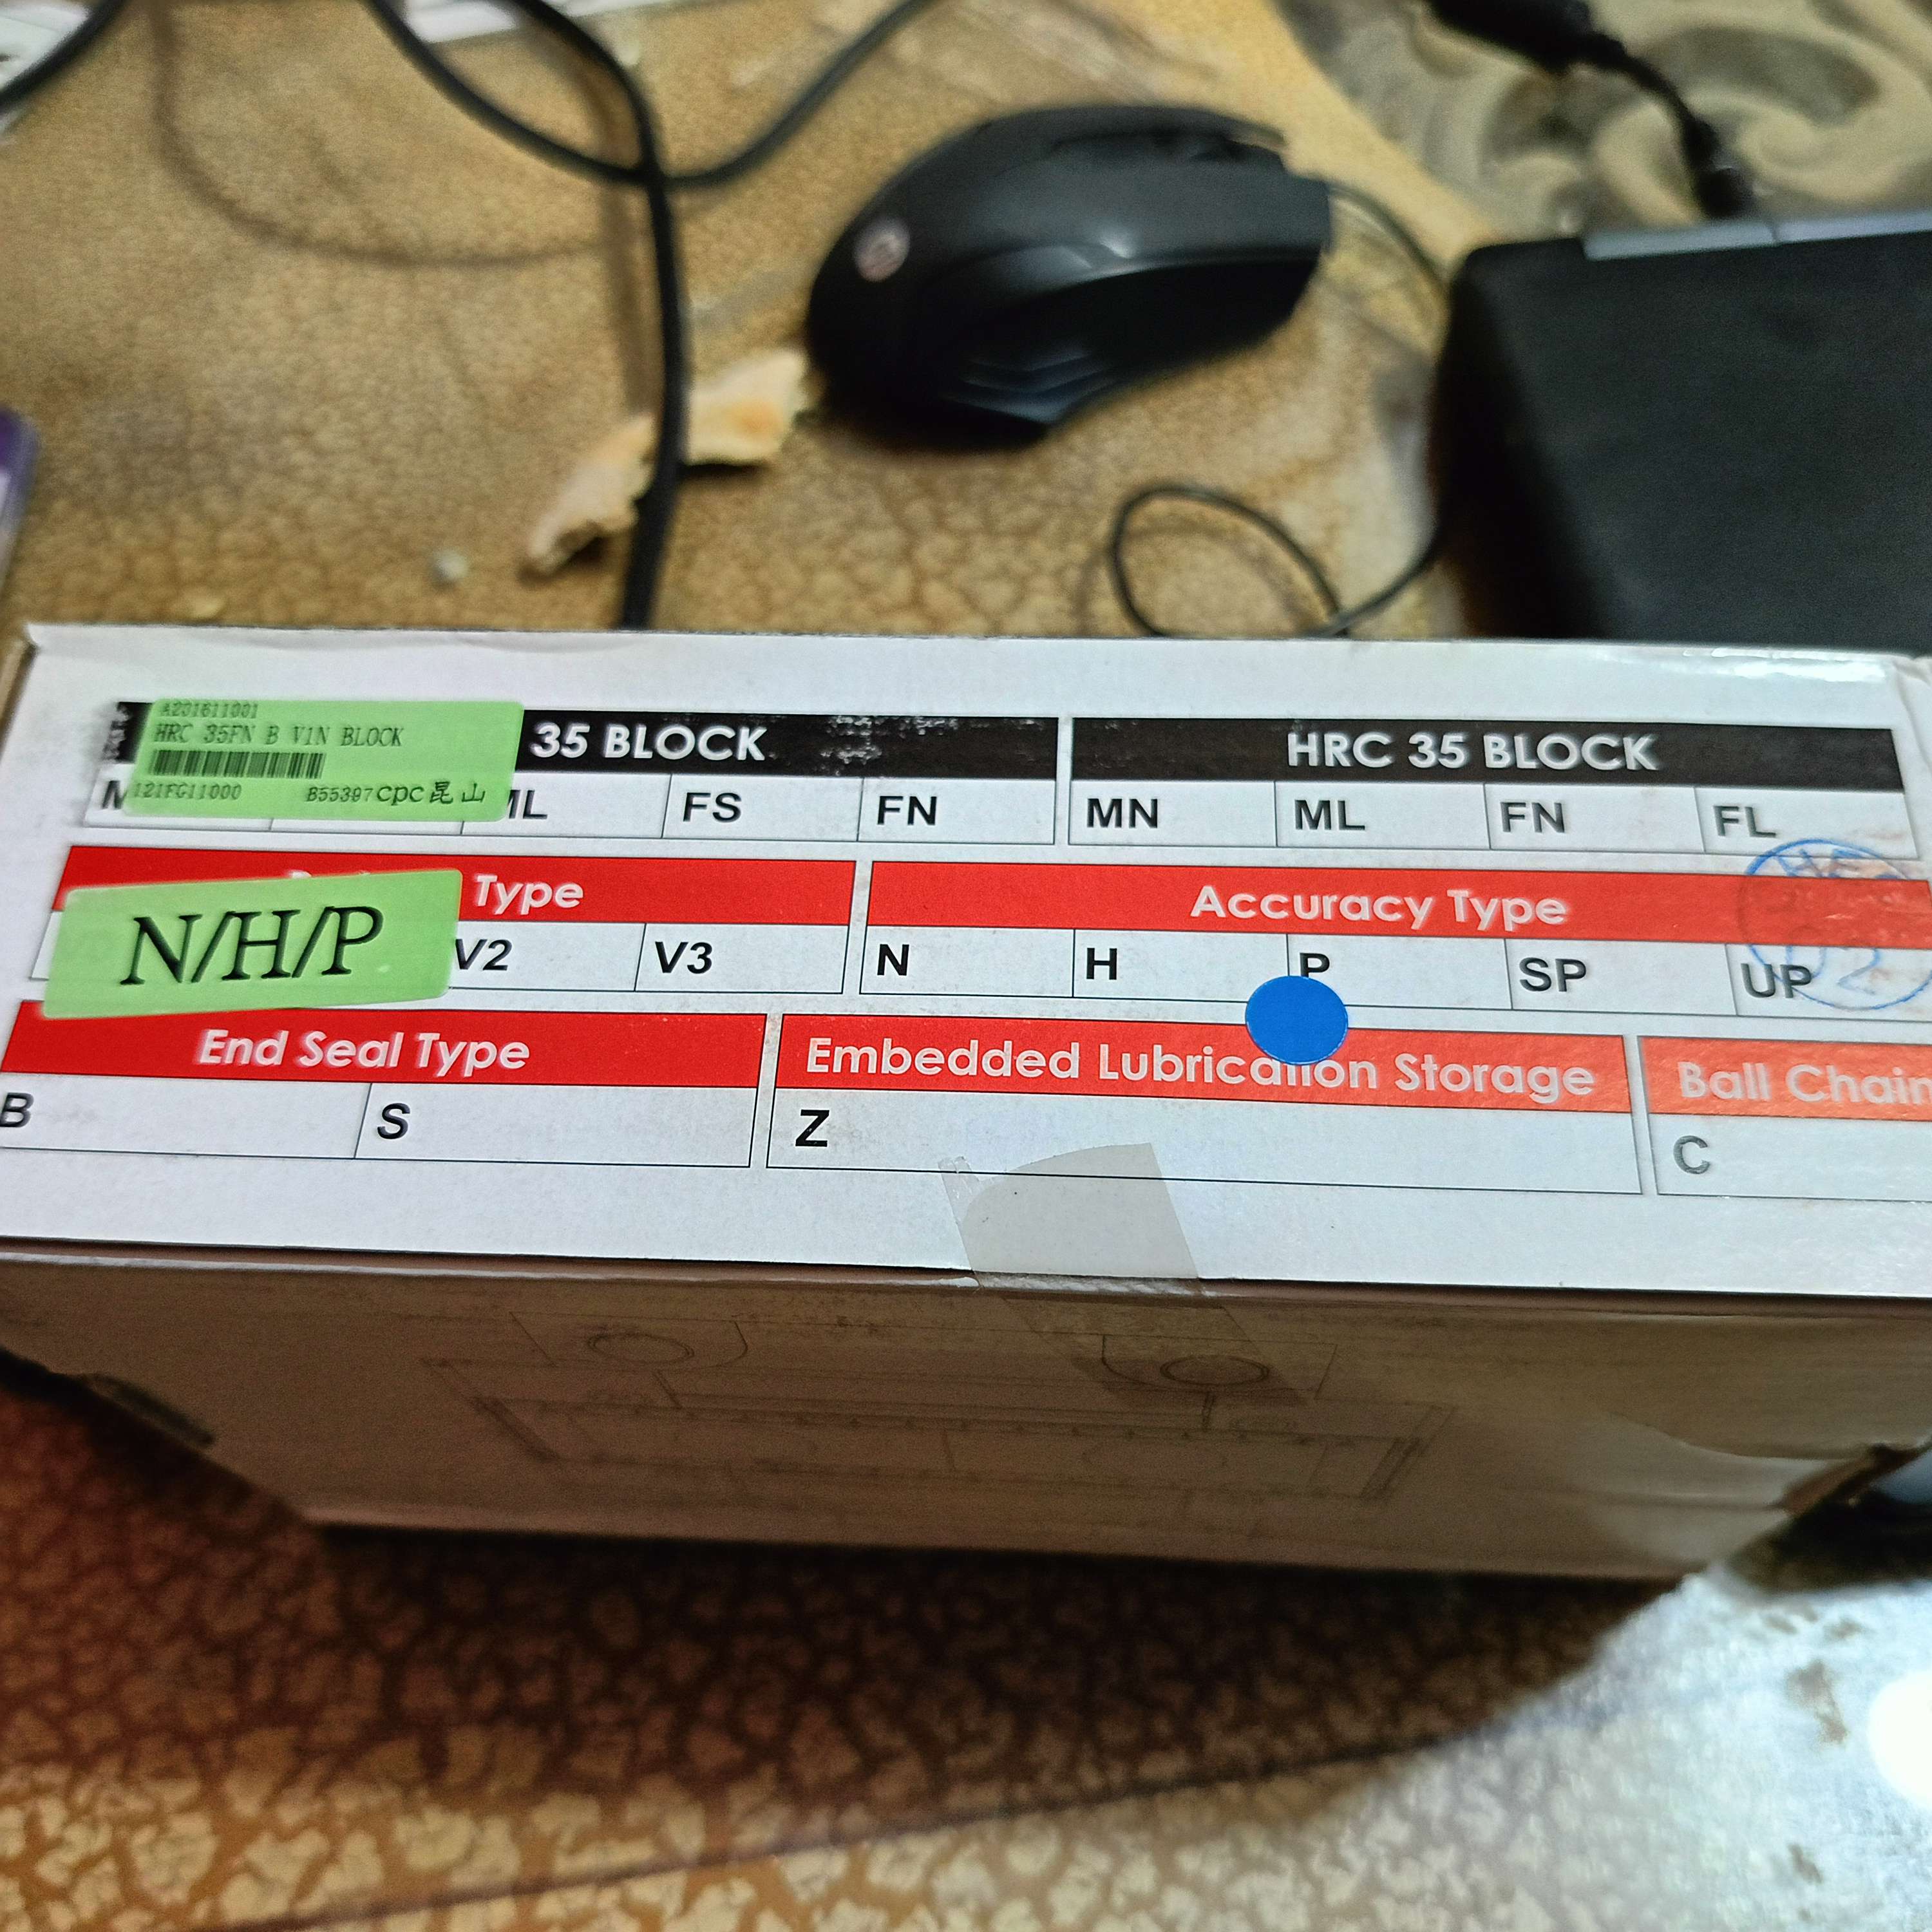 A201611001
HRC 35FN B V1N BLOCK
121FG11000 B55397 cpc昆山
35 BLOCK
ML FS FN
HRC 35 BLOCK
MN ML FN FL
N/H/P
Type
V2 V3
Accuracy Type
N H P SP UP
End Seal Type
B S
Embedded Lubrication Storage
Z
Ball Chain
C